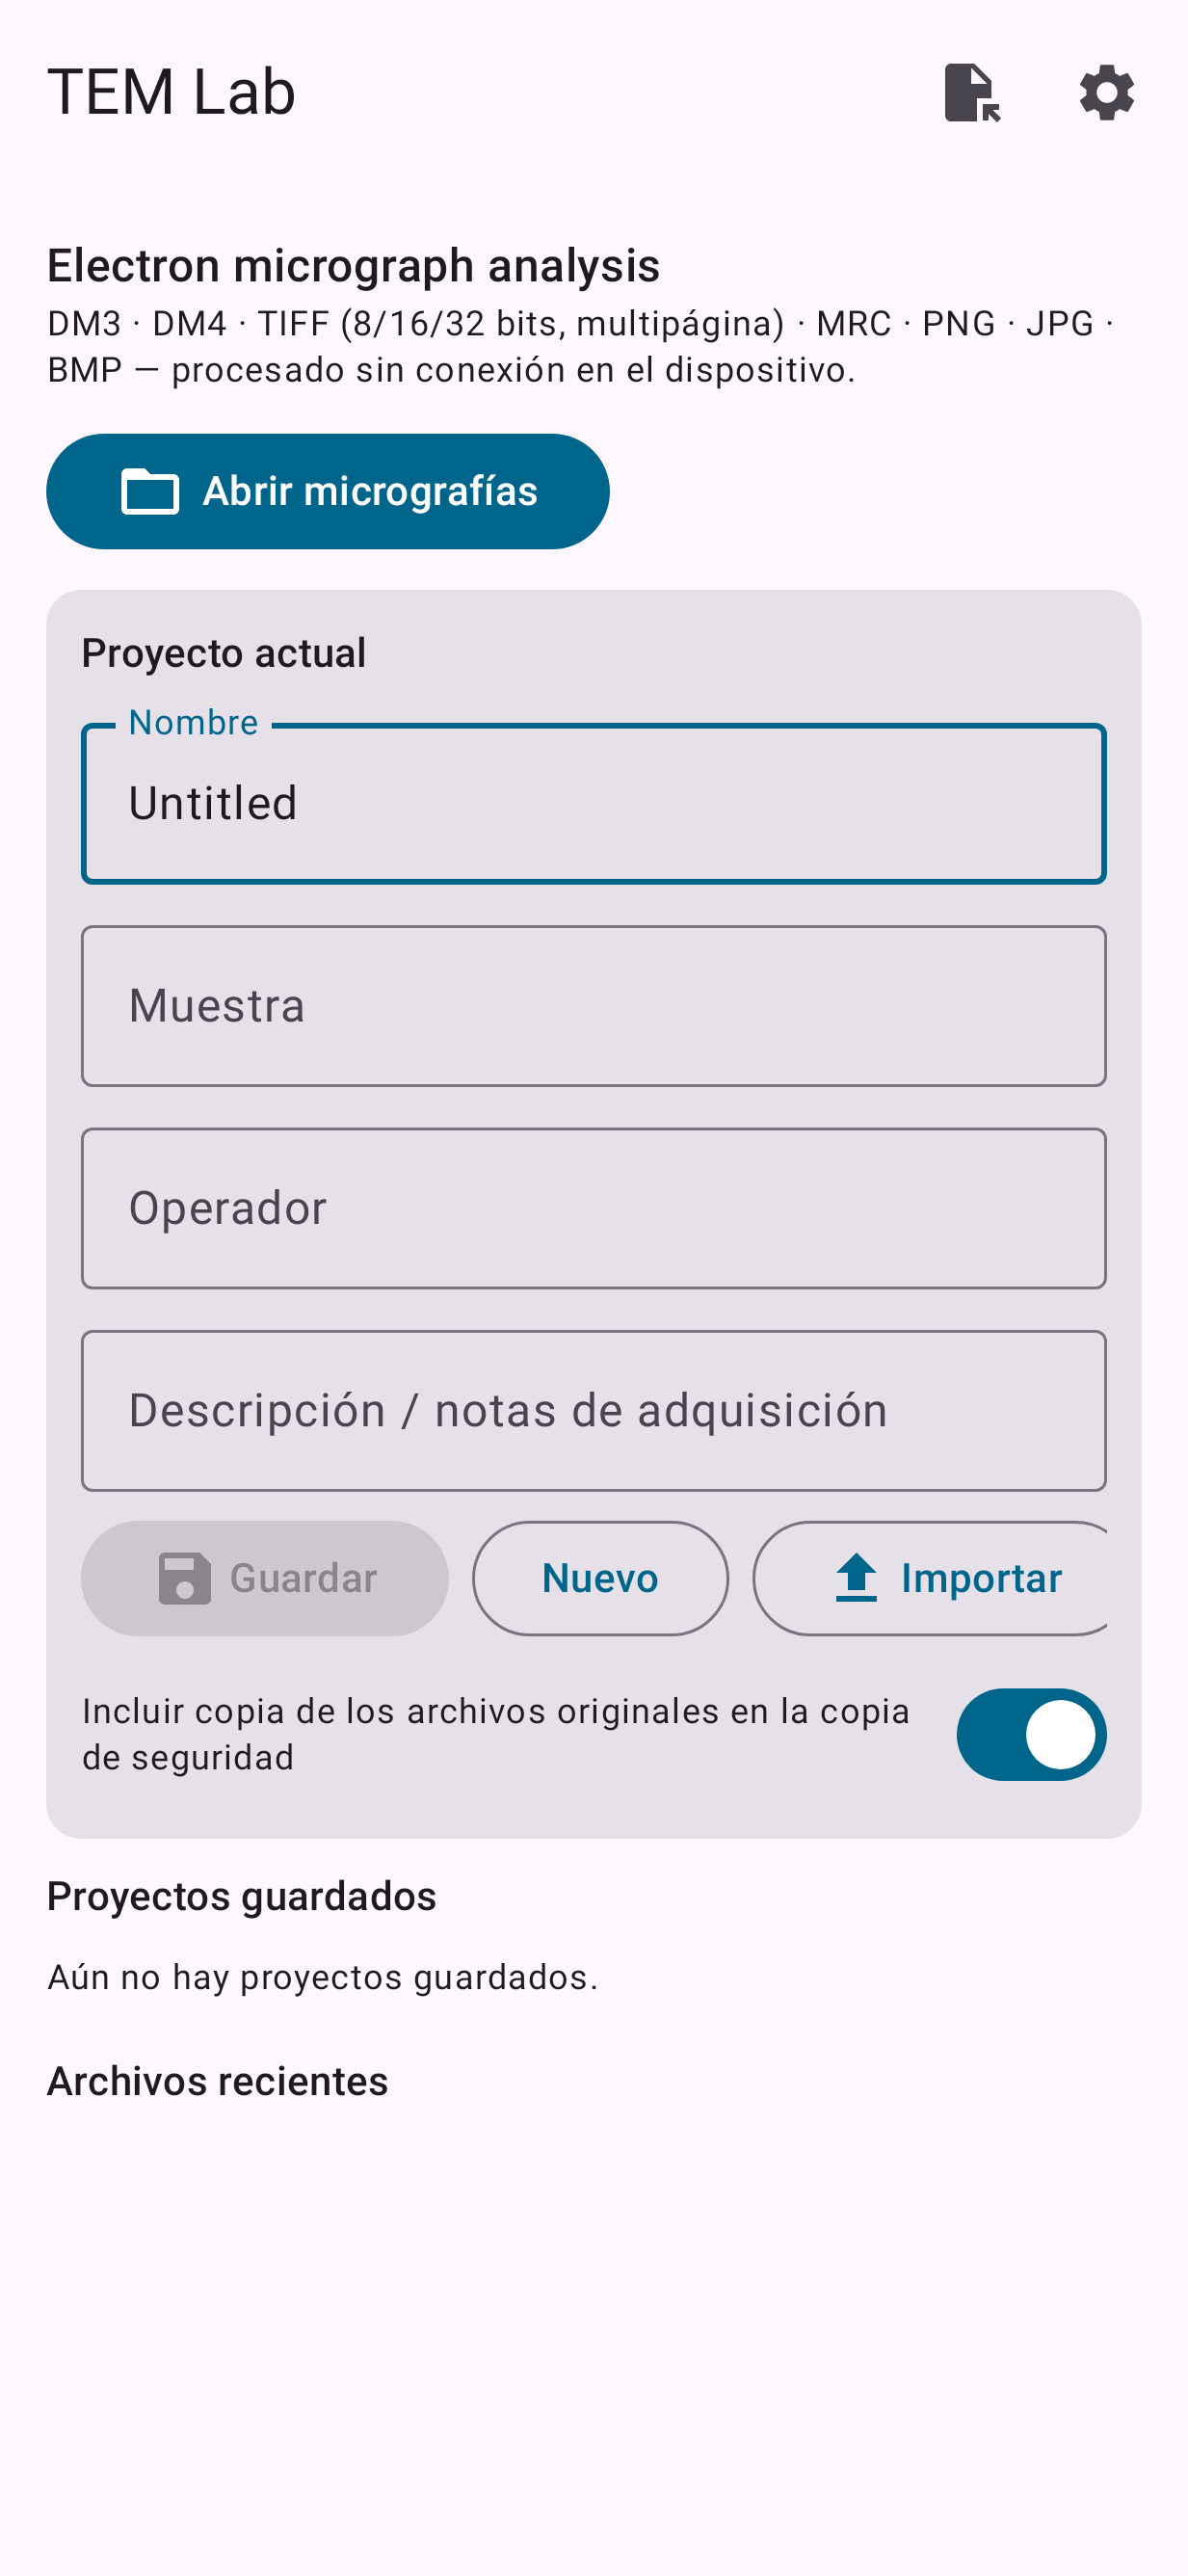 TEM Lab
Electron micrograph analysis
DM3 · DM4 · TIFF (8/16/32 bits, multipágina) · MRC · PNG · JPG ·
BMP — procesado sin conexión en el dispositivo.
Abrir micrografías
Proyecto actual
Nombre
Untitled
Muestra
Operador
Descripción / notas de adquisición
Guardar Nuevo Importar
Incluir copia de los archivos originales en la copia
de seguridad
Proyectos guardados
Aún no hay proyectos guardados.
Archivos recientes